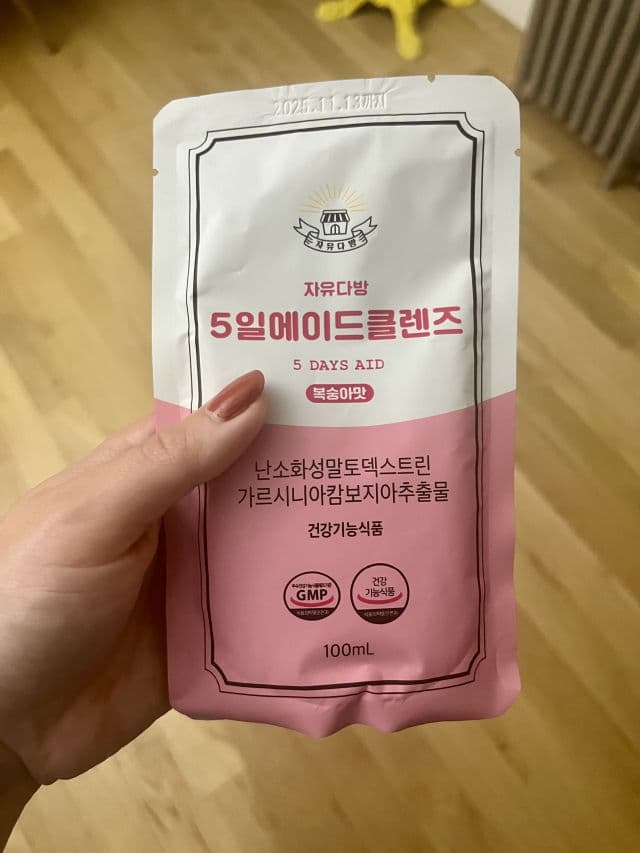 2025.11.13까지
자유다방
자유다방
5일에이드클렌즈
5 DAYS AID
복숭아맛
난소화성말토덱스트린
가르시니아캄보지아추출물
건강기능식품
GMP
건강
기능식품
100mL